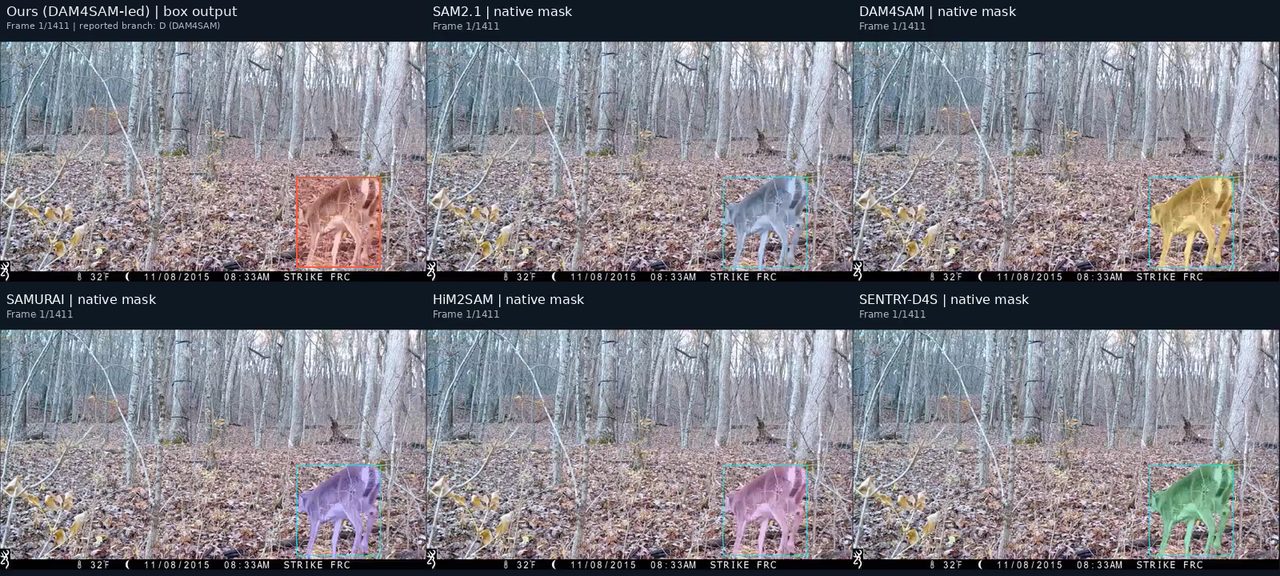 Ours (DAM4SAM-led) | box output
Frame 1/1411 | reported branch: D (DAM4SAM)
SAM2.1 | native mask
Frame 1/1411
DAM4SAM | native mask
Frame 1/1411
32F 11/08/2015 08:33AM STRIKE FRC
32F 11/08/2015 08:33AM STRIKE FRC
32F 11/08/2015 08:33AM STRIKE FRC
SAMURAI | native mask
Frame 1/1411
HiM2SAM | native mask
Frame 1/1411
SENTRY-D4S | native mask
Frame 1/1411
32F 11/08/2015 08:33AM STRIKE FRC
32F 11/08/2015 08:33AM STRIKE FRC
32F 11/08/2015 08:33AM STRIKE FRC